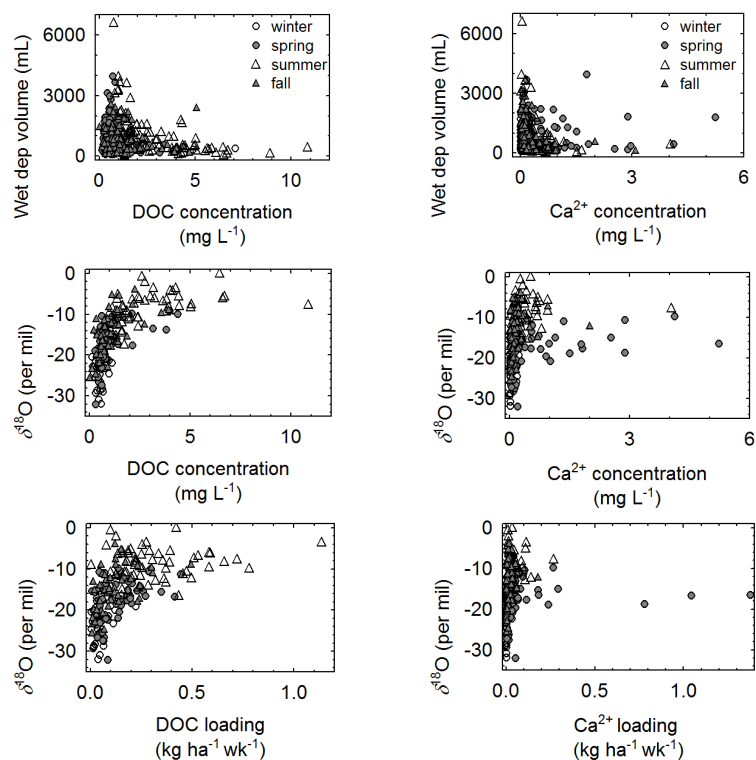 Wet dep volume (mL)
6000
3000
0
winter
spring
summer
fall
0 5 10
DOC concentration
(mg L⁻¹)
Wet dep volume (mL)
6000
3000
0
winter
spring
summer
fall
0 3 6
Ca²⁺ concentration
(mg L⁻¹)
δ¹⁸O (per mil)
0
-10
-20
-30
0 5 10
DOC concentration
(mg L⁻¹)
δ¹⁸O (per mil)
0
-10
-20
-30
0 3 6
Ca²⁺ concentration
(mg L⁻¹)
δ¹⁸O (per mil)
0
-10
-20
-30
0.0 0.5 1.0
DOC loading
(kg ha⁻¹ wk⁻¹)
δ¹⁸O (per mil)
0
-10
-20
-30
0.0 0.5 1.0
Ca²⁺ loading
(kg ha⁻¹ wk⁻¹)